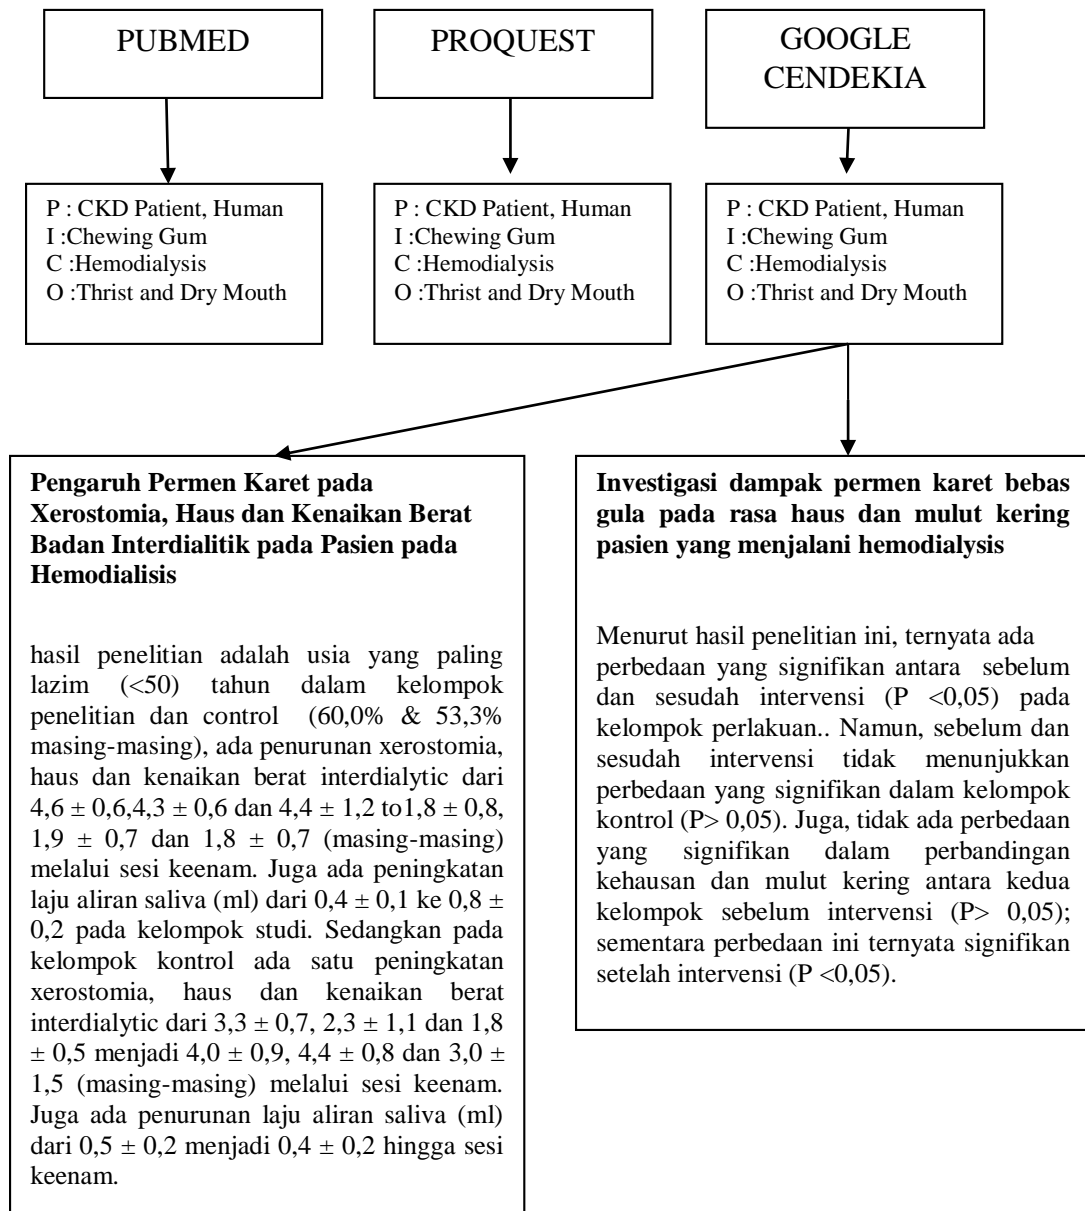 PUBMED
PROQUEST
GOOGLE
CENDEKIA
P : CKD Patient, Human
I :Chewing Gum
C :Hemodialysis
O :Thrist and Dry Mouth
P : CKD Patient, Human
I :Chewing Gum
C :Hemodialysis
O :Thrist and Dry Mouth
P : CKD Patient, Human
I :Chewing Gum
C :Hemodialysis
O :Thrist and Dry Mouth
Pengaruh Permen Karet pada
Xerostomia, Haus dan Kenaikan Berat
Badan Interdialitik pada Pasien pada
Hemodialisis
hasil penelitian adalah usia yang paling
lazim (<50) tahun dalam kelompok
penelitian dan control (60,0% & 53,3%
masing-masing), ada penurunan xerostomia,
haus dan kenaikan berat interdialytic dari
4,6 ± 0,6,4,3 ± 0,6 dan 4,4 ± 1,2 to1,8 ± 0,8,
1,9 ± 0,7 dan 1,8 ± 0,7 (masing-masing)
melalui sesi keenam. Juga ada peningkatan
laju aliran saliva (ml) dari 0,4 ± 0,1 ke 0,8 ±
0,2 pada kelompok studi. Sedangkan pada
kelompok kontrol ada satu peningkatan
xerostomia, haus dan kenaikan berat
interdialytic dari 3,3 ± 0,7, 2,3 ± 1,1 dan 1,8
± 0,5 menjadi 4,0 ± 0,9, 4,4 ± 0,8 dan 3,0 ±
1,5 (masing-masing) melalui sesi keenam.
Juga ada penurunan laju aliran saliva (ml)
dari 0,5 ± 0,2 menjadi 0,4 ± 0,2 hingga sesi
keenam.
Investigasi dampak permen karet bebas
gula pada rasa haus dan mulut kering
pasien yang menjalani hemodialysis
Menurut hasil penelitian ini, ternyata ada
perbedaan yang signifikan antara sebelum
dan sesudah intervensi (P <0,05) pada
kelompok perlakuan.. Namun, sebelum dan
sesudah intervensi tidak menunjukkan
perbedaan yang signifikan dalam kelompok
kontrol (P> 0,05). Juga, tidak ada perbedaan
yang signifikan dalam perbandingan
kehausan dan mulut kering antara kedua
kelompok sebelum intervensi (P> 0,05);
sementara perbedaan ini ternyata signifikan
setelah intervensi (P <0,05).